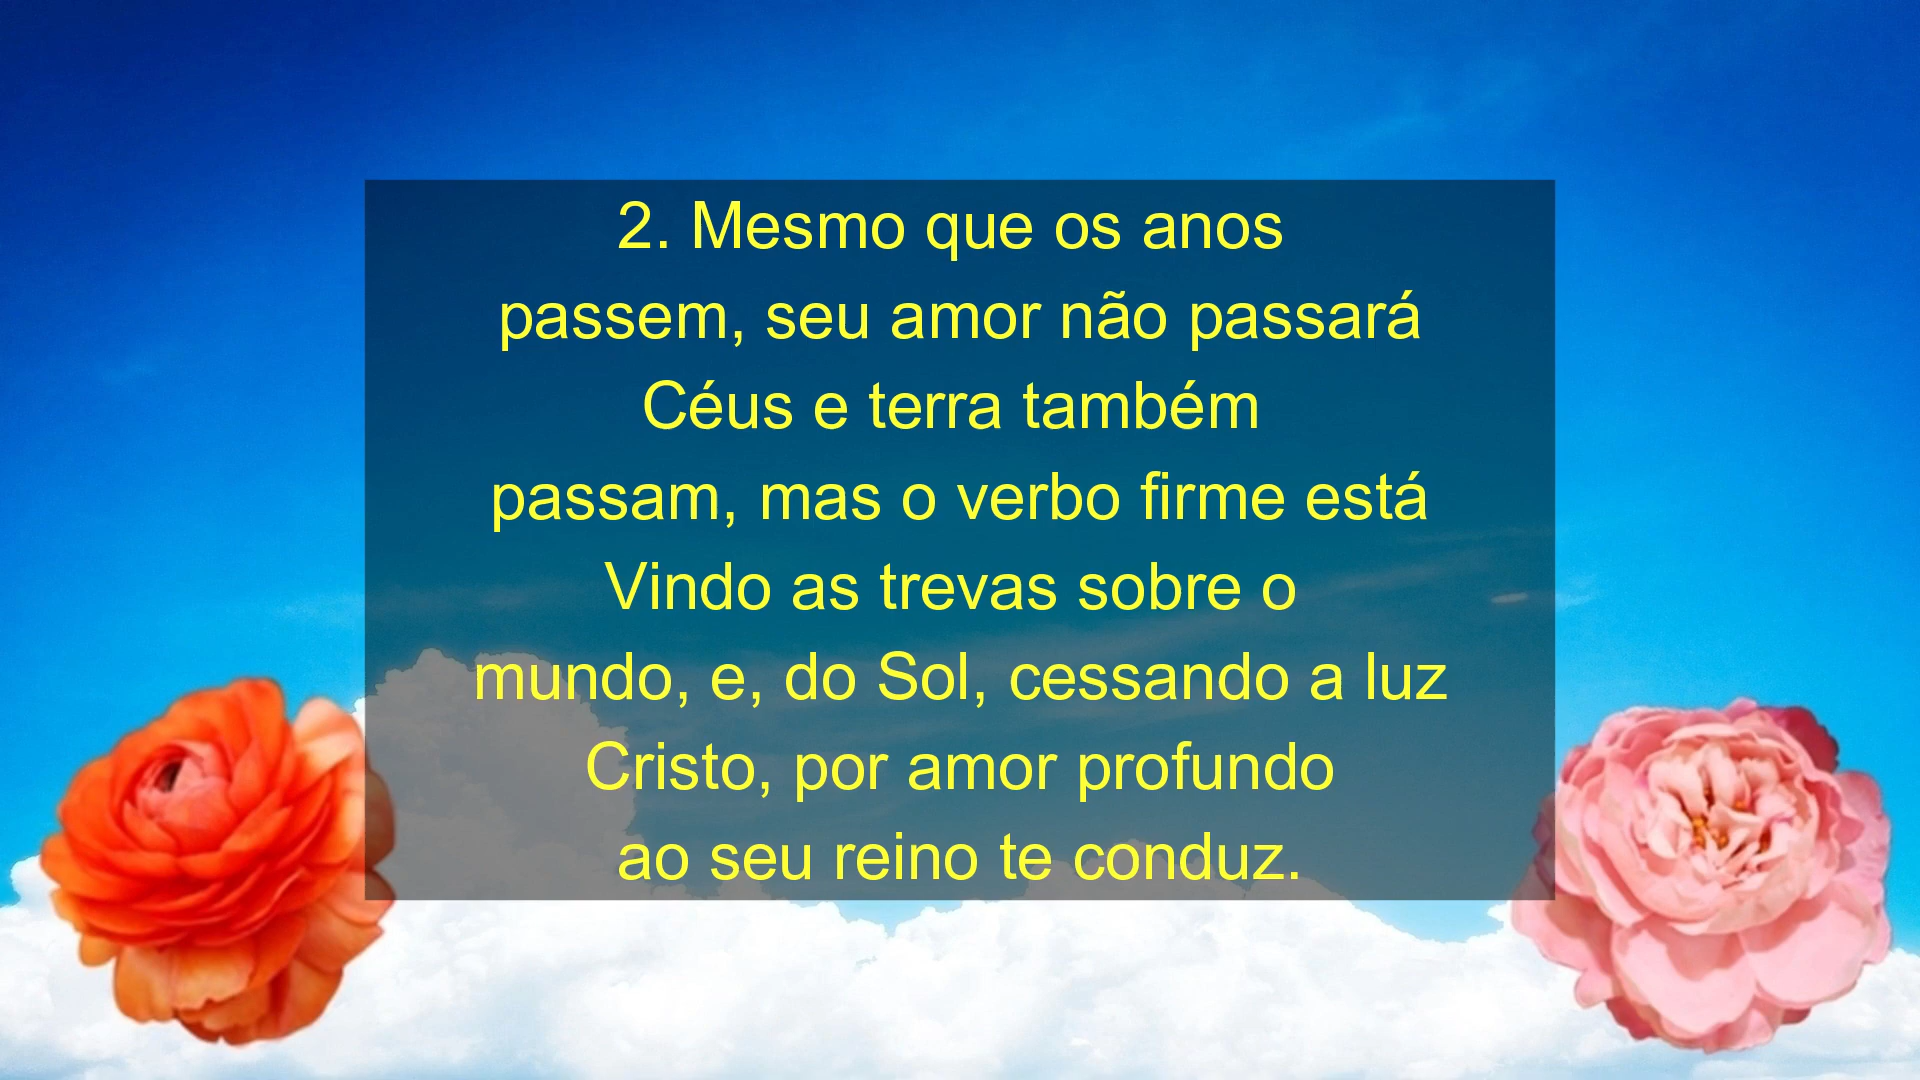 2. Mesmo que os anos
passem, seu amor não passará
Céus e terra também
passam, mas o verbo firme está
Vindo as trevas sobre o
mundo, e, do Sol, cessando a luz
Cristo, por amor profundo
ao seu reino te conduz.